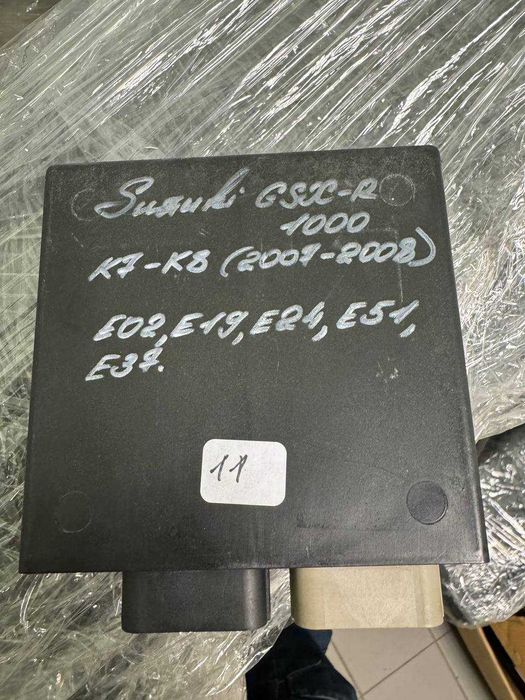 Suzuki GSX-R
1000
K7-K8 (2007-2008)
E02, E19, E24, E51,
E37.
11